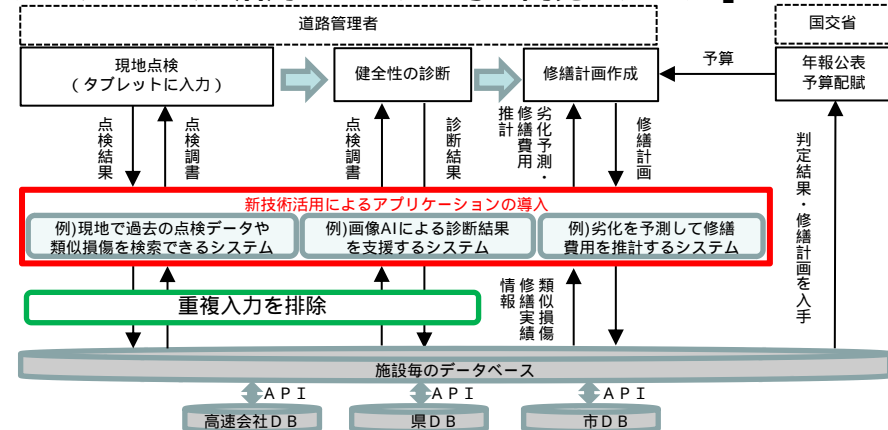 道路管理者
国交省
現地点検
(タブレットに入力)
健全性の診断
修繕計画作成
予算
年報公表
予算配賦
点検結果
点検調書
点検調書
診断結果
劣化予測・
修繕費用
推計
修繕計画
判定結果・修繕計画を入手
新技術活用によるアプリケーションの導入
例)現地で過去の点検データや
類似損傷を検索できるシステム
例)画像AIによる診断結果
を支援するシステム
例)劣化を予測して修繕
費用を推計するシステム
重複入力を排除
類似損傷
修繕実績
情報
施設毎のデータベース
API
API
API
高速会社DB
県DB
市DB